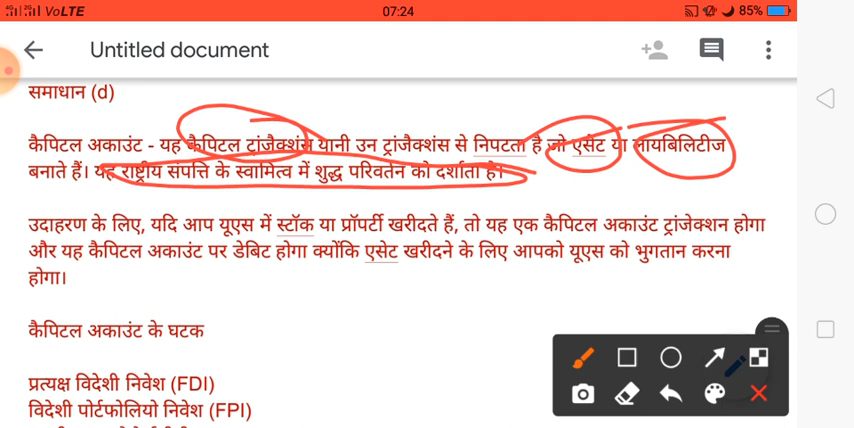 4G 2G VoLTE 07:24 85%
Untitled document
समाधान (d)
कैपिटल अकाउंट - यह कैपिटल ट्रांजैक्शंस यानी उन ट्रांजैक्शंस से निपटता है जो एसेट या लायबिलिटीज
बनाते हैं। यह राष्ट्रीय संपत्ति के स्वामित्व में शुद्ध परिवर्तन को दर्शाता है।
उदाहरण के लिए, यदि आप यूएस में स्टॉक या प्रॉपर्टी खरीदते हैं, तो यह एक कैपिटल अकाउंट ट्रांजेक्शन होगा
और यह कैपिटल अकाउंट पर डेबिट होगा क्योंकि एसेट खरीदने के लिए आपको यूएस को भुगतान करना
होगा।
कैपिटल अकाउंट के घटक
प्रत्यक्ष विदेशी निवेश (FDI)
विदेशी पोर्टफोलियो निवेश (FPI)